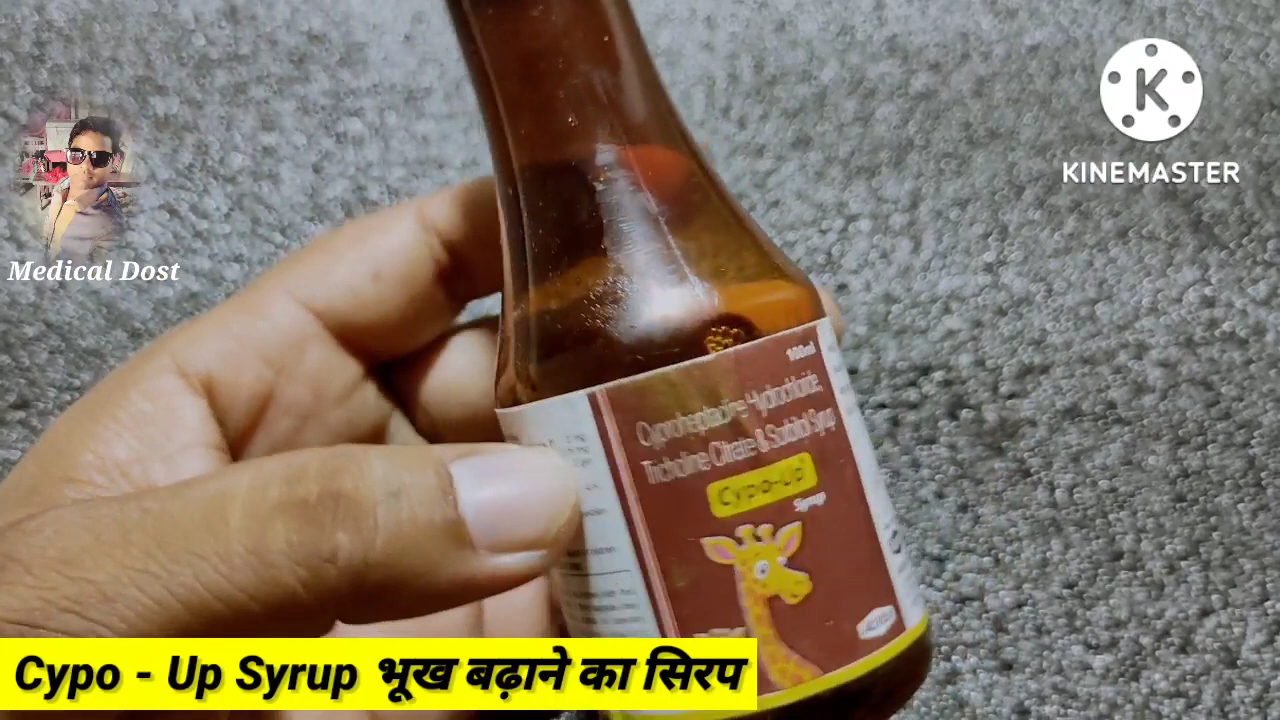 KINEMASTER
Medical Dost
100ml
Cyproheptadine Hydrochloride,
Tricholine Citrate & Sorbitol Syrup
Cypo-Up
Syrup
Cypo - Up Syrup भूख बढ़ाने का सिरप